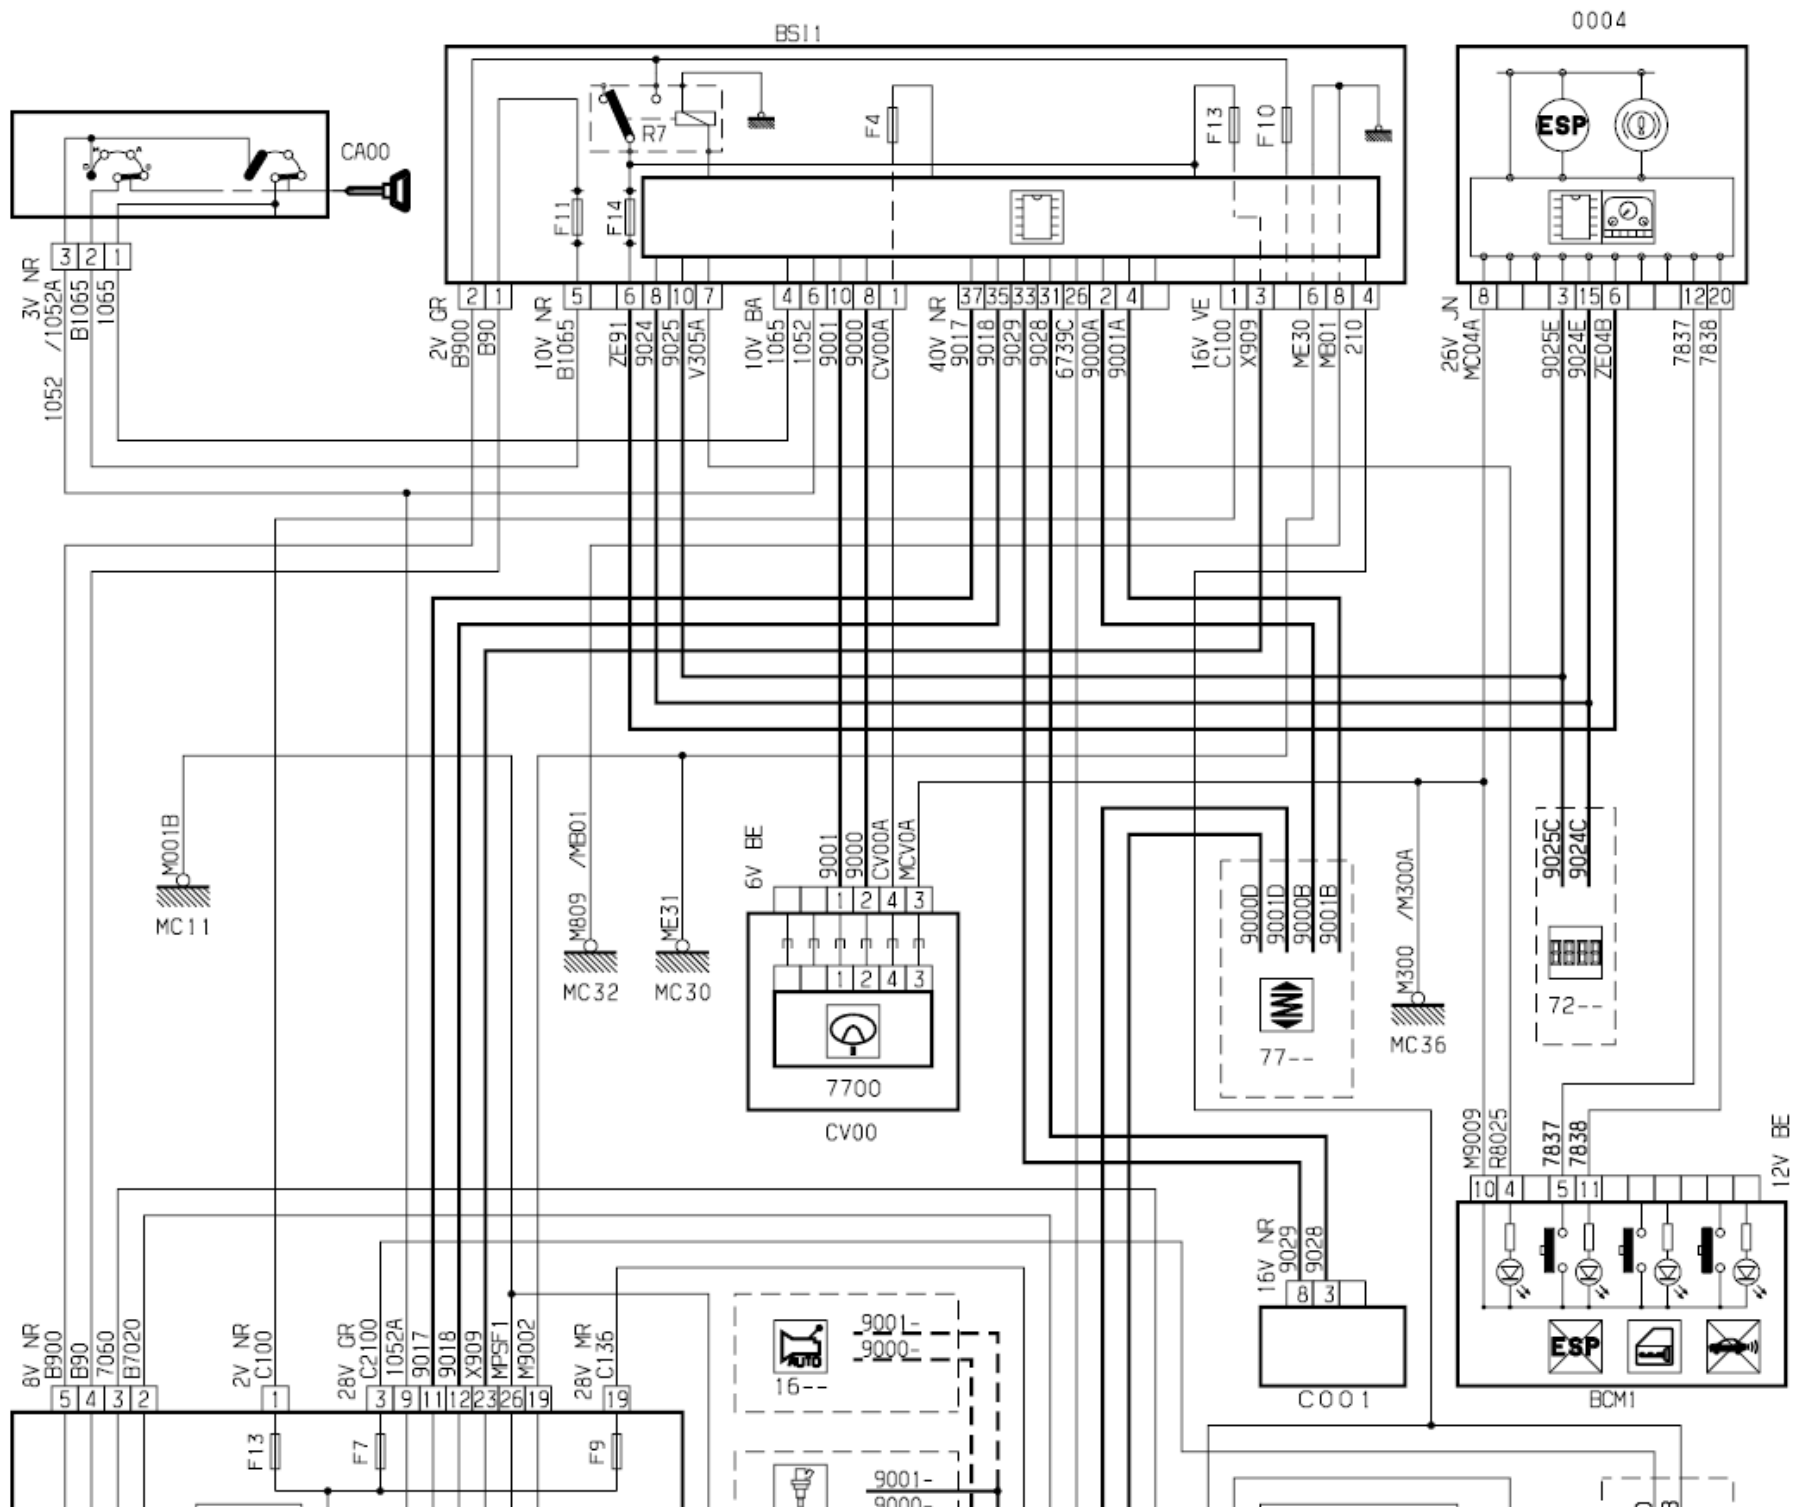 BSI1
0004
CA00
R7
F4
F13
F10
ESP
F11
F14
3 2 1
3V NR
1052 /1052A
B1065
1065
2 1
5 6 8 10 7
4 6 10 8 1
37 35 33 31 26 2 4
1 3 6 8 4
8 3 15 6 12 20
2V GR
B900
B90
10V NR
B1065
ZE91
9024
9025
V305A
10V BA
1065
1052
9001
9000
CV00A
40V NR
9017
9018
9029
9028
6739C
9000A
9001A
16V VE
C100
X909
ME30
MB01
210
26V JN
MC04A
9025E
9024E
ZE04B
7837
7838
M001B
MC11
M809 /MB01
MC32
ME31
MC30
6V BE
9001
9000
CV00A
MCV0A
1 2 4 3
1 2 4 3
7700
CV00
9000D
9001D
9000B
9001B
77--
M300 /M300A
MC36
9025C
9024C
72--
M9009
R8025
7837
7838
12V BE
10 4 5 11
ESP
BCM1
16V NR
9029
9028
8 3
C001
8V NR
B900
B90
7060
B7020
2V NR
C100
28V GR
C2100
1052A
9017
9018
X909
MPSF1
M9002
28V MR
C136
5 4 3 2
1
3 9 11 12 23 26 19
19
F13
F7
F9
AUTO
9001-
9000-
16--
9001-
9000-